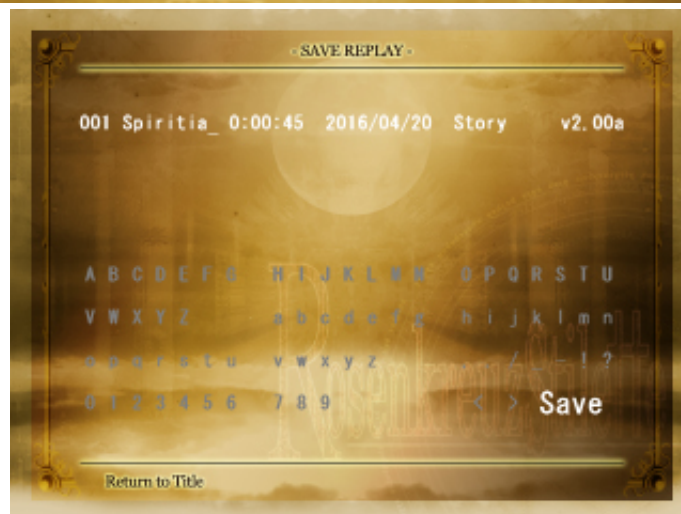 - SAVE REPLAY -
001 Spiritia_ 0:00:45 2016/04/20 Story v2.00a
A B C D E F G H I J K L M N O P Q R S T U
V W X Y Z a b c d e f g h i j k l m n
o p q r s t u v w x y z . / _ - ! ?
0 1 2 3 4 5 6 7 8 9 < > Save
Rosenkreuzstilette
Return to Title